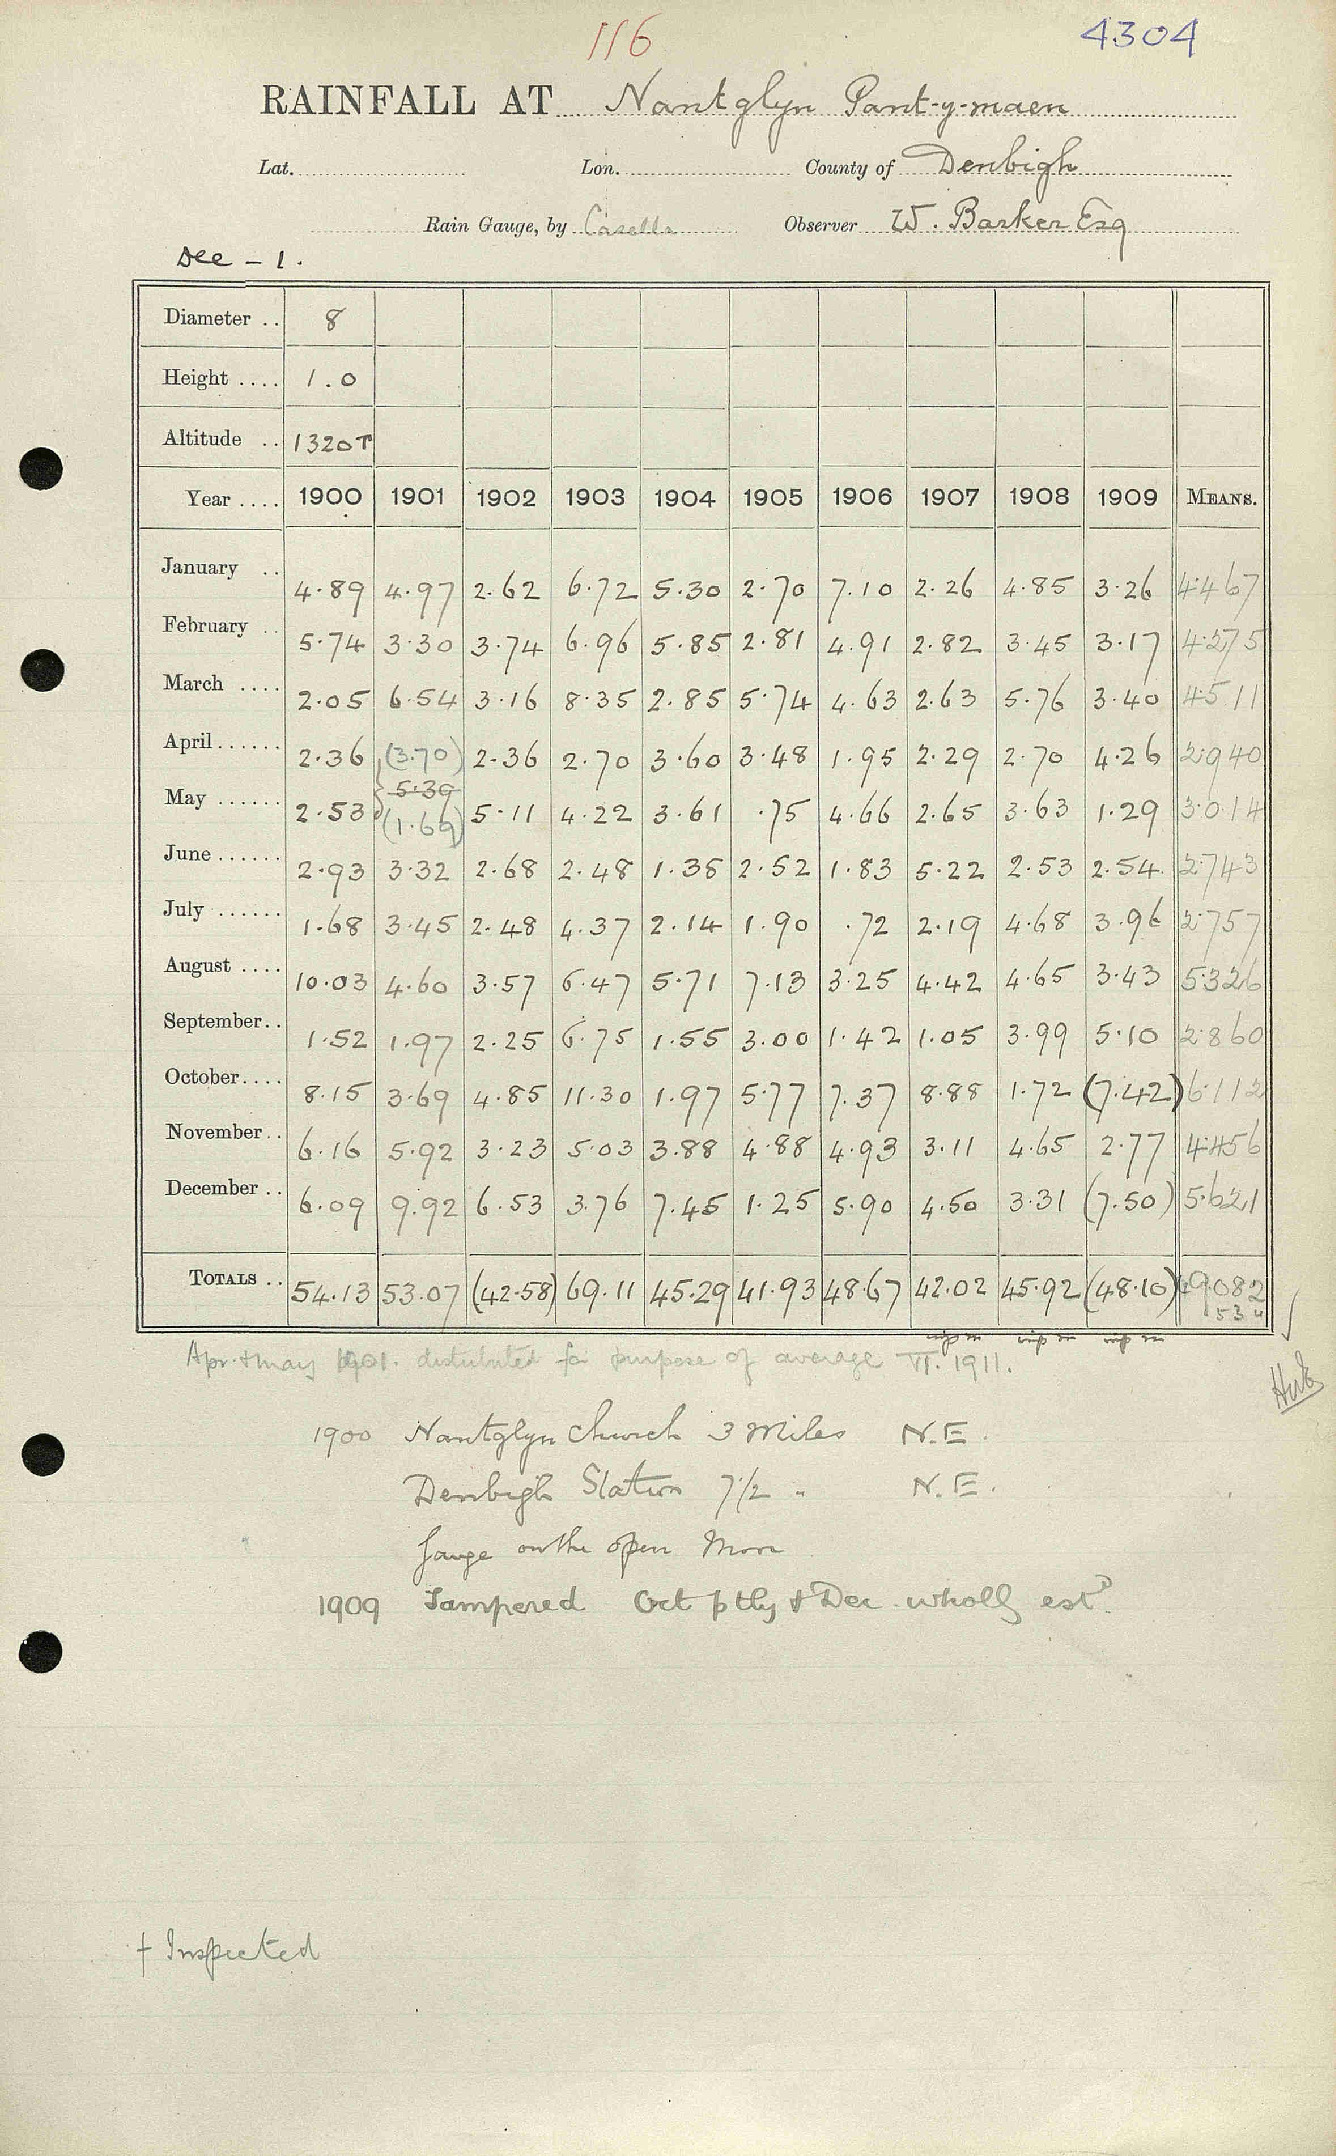 116
4304
RAINFALL AT Nantglyn Pant-y-maen
Lat. Lon. County of Denbigh
Rain Gauge, by Casella Observer W. Barker Esq
Dec - 1.
Diameter .. 8
Height .... 1.0
Altitude .. 1320 T
Year .... 1900 1901 1902 1903 1904 1905 1906 1907 1908 1909 MEANS.
January .. 4.89 4.97 2.62 6.72 5.30 2.70 7.10 2.26 4.85 3.26 4.467
February .. 5.74 3.30 3.74 6.96 5.85 2.81 4.91 2.82 3.45 3.17 4.275
March .... 2.05 6.54 3.16 8.35 2.85 5.74 4.63 2.63 5.76 3.40 4.511
April ...... 2.36 (3.70) 2.36 2.70 3.60 3.48 1.95 2.29 2.70 4.26 2.940
5.39
May ...... 2.53 (1.69) 5.11 4.22 3.61 .75 4.66 2.65 3.63 1.29 3.014
June ...... 2.93 3.32 2.68 2.48 1.38 2.52 1.83 5.22 2.53 2.54 2.743
July ...... 1.68 3.45 2.48 4.37 2.14 1.90 .72 2.19 4.68 3.96 2.757
August .... 10.03 4.60 3.57 6.47 5.71 7.13 3.25 4.42 4.65 3.43 5.326
September .. 1.52 1.97 2.25 6.75 1.55 3.00 1.42 1.05 3.99 5.10 2.860
October .... 8.15 3.69 4.85 11.30 1.97 5.77 7.37 8.88 1.72 (7.42) 6.112
November .. 6.16 5.92 3.23 5.03 3.88 4.88 4.93 3.11 4.65 2.77 4.456
December .. 6.09 9.92 6.53 3.76 7.45 1.25 5.90 4.50 3.31 (7.50) 5.621
TOTALS .. 54.13 53.07 (42.58) 69.11 45.29 41.93 48.67 42.02 45.92 (48.10) 49.082
Apr. & May 1901. distributed for purpose of average VI. 1911.
1900 Nantglyn Church 3 Miles N.E.
Denbigh Station 7½ " N.E.
Gauge on the open Moor
1909 Tampered Oct ptly & Dec. wholly estd.
† Inspected